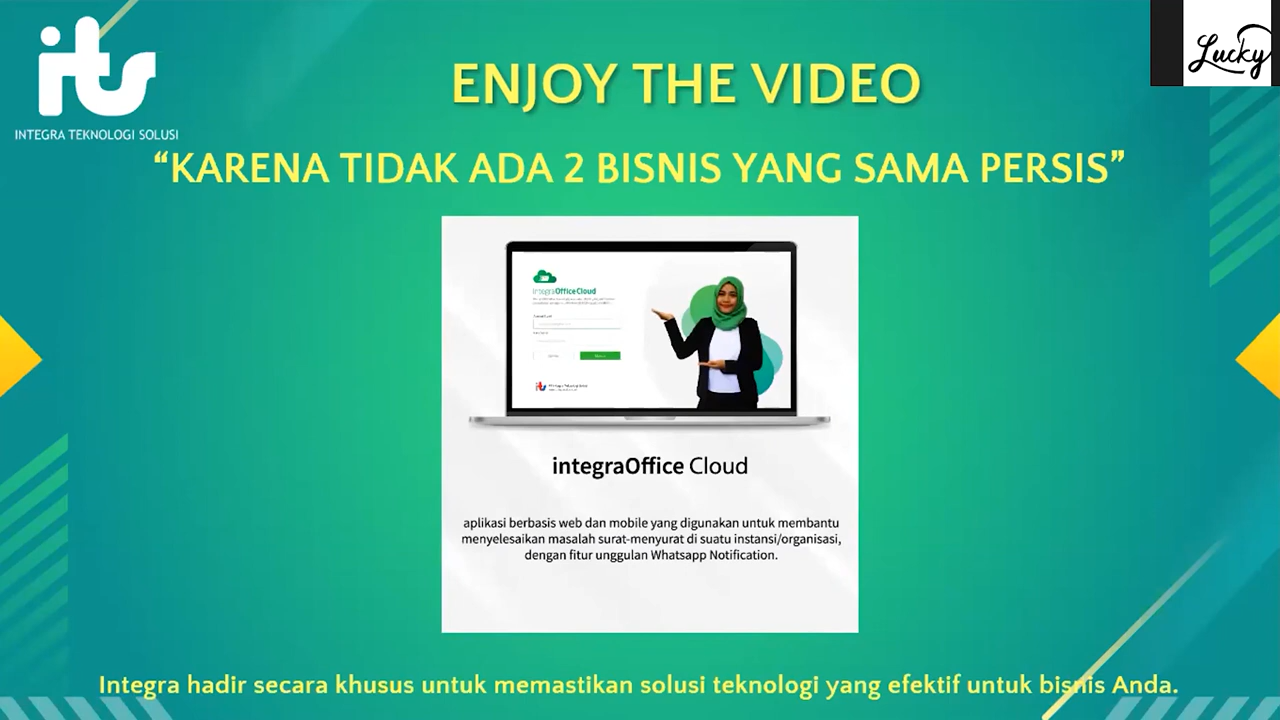 its
INTEGRA TEKNOLOGI SOLUSI
Lucky
ENJOY THE VIDEO
“KARENA TIDAK ADA 2 BISNIS YANG SAMA PERSIS”
integraOfficeCloud
integraOffice Cloud
aplikasi berbasis web dan mobile yang digunakan untuk membantu
menyelesaikan masalah surat-menyurat di suatu instansi/organisasi,
dengan fitur unggulan Whatsapp Notification.
Integra hadir secara khusus untuk memastikan solusi teknologi yang efektif untuk bisnis Anda.